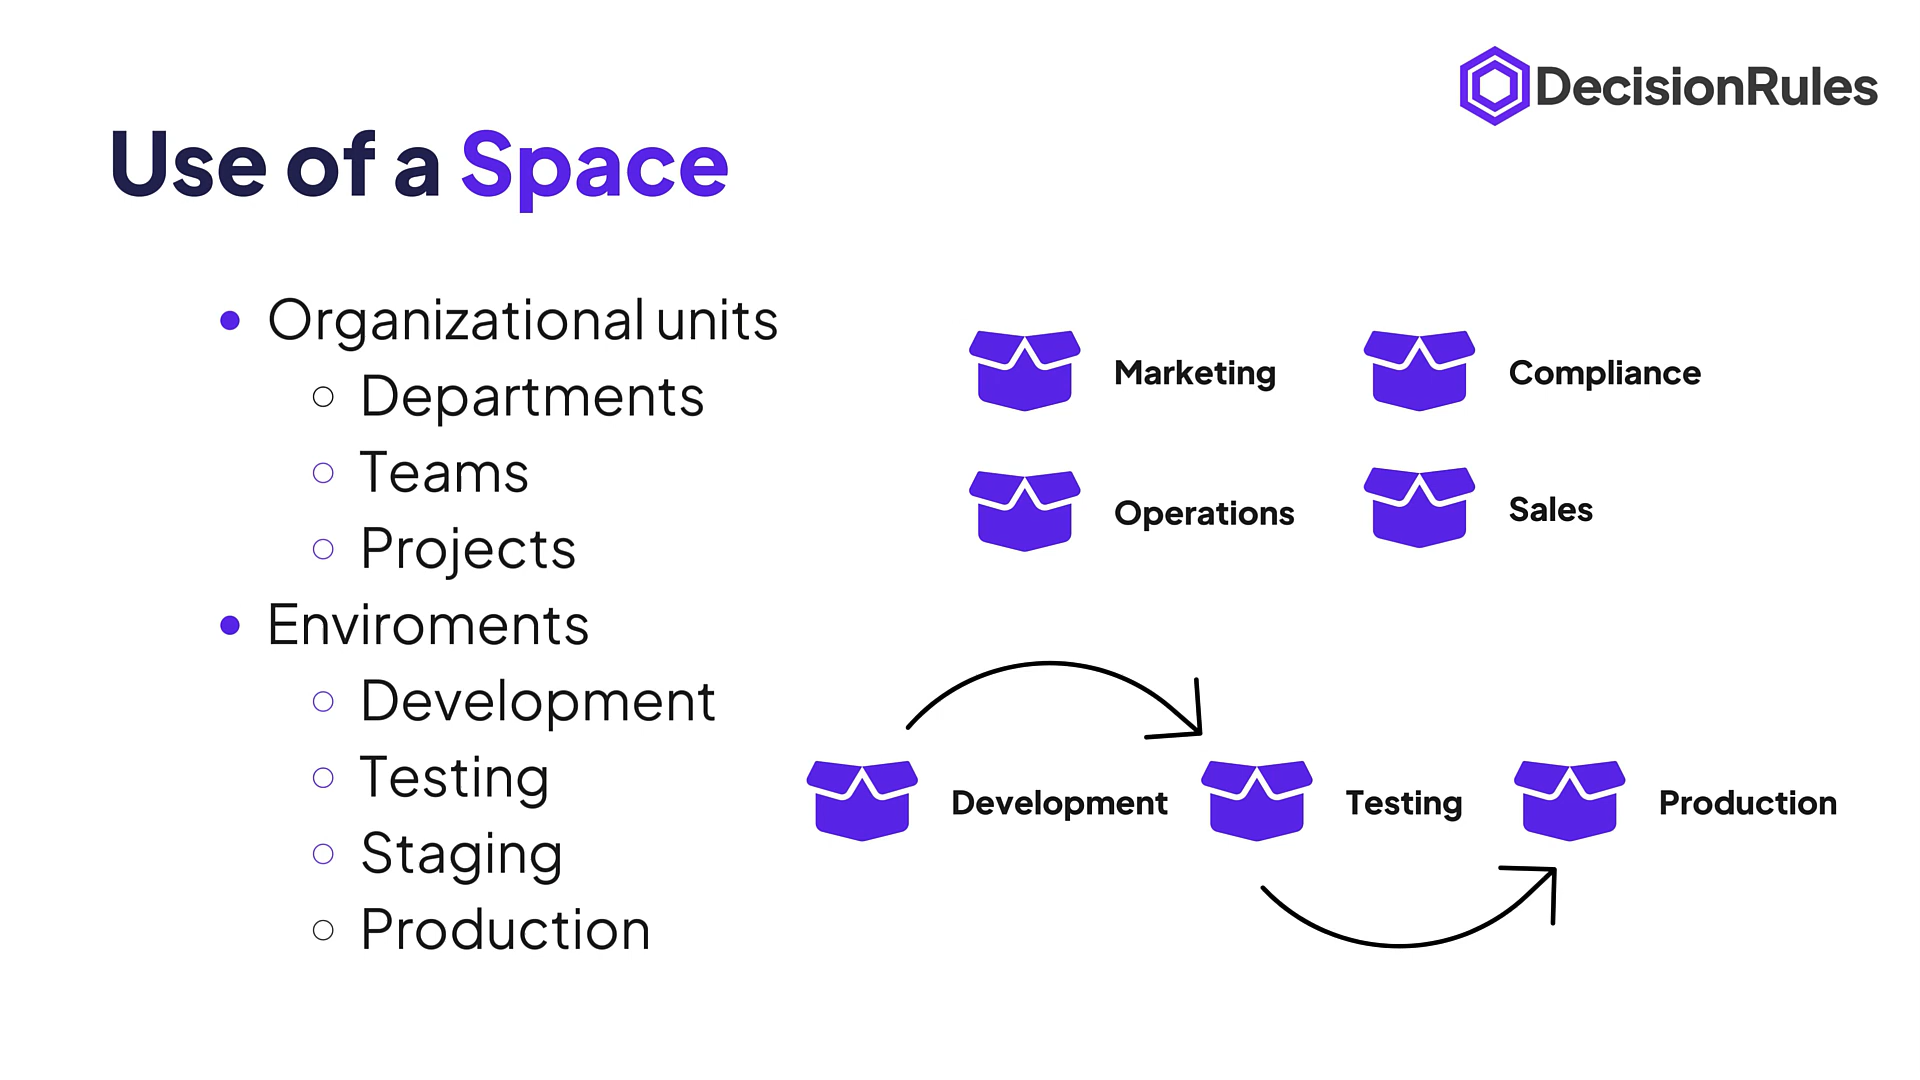 DecisionRules
Use of a Space
Organizational units
Departments
Teams
Projects
Enviroments
Development
Testing
Staging
Production
Marketing
Compliance
Operations
Sales
Development
Testing
Production